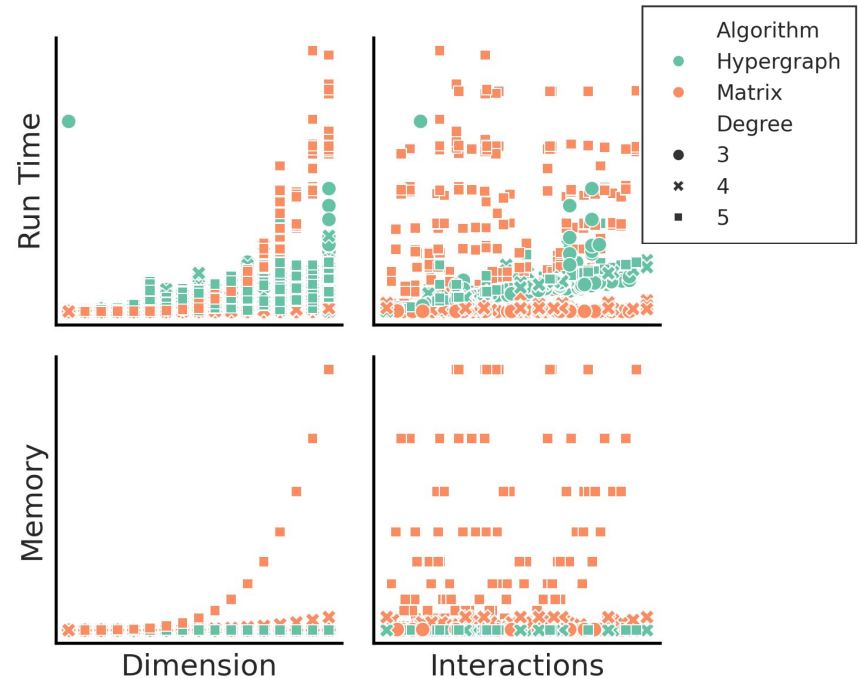 Algorithm
Hypergraph
Matrix
Degree
3
4
5
Run Time
Memory
Dimension
Interactions